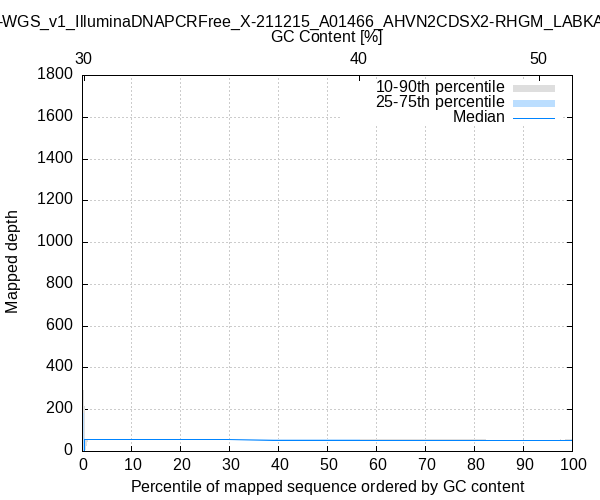 -WGS_v1_IlluminaDNAPCRFree_X-211215_A01466_AHVN2CDSX2-RHGM_LABKA
GC Content [%]
30 40 50
1800
1600
1400
1200
1000
800
600
400
200
0
10-90th percentile
25-75th percentile
Median
Mapped depth
0 10 20 30 40 50 60 70 80 90 100
Percentile of mapped sequence ordered by GC content